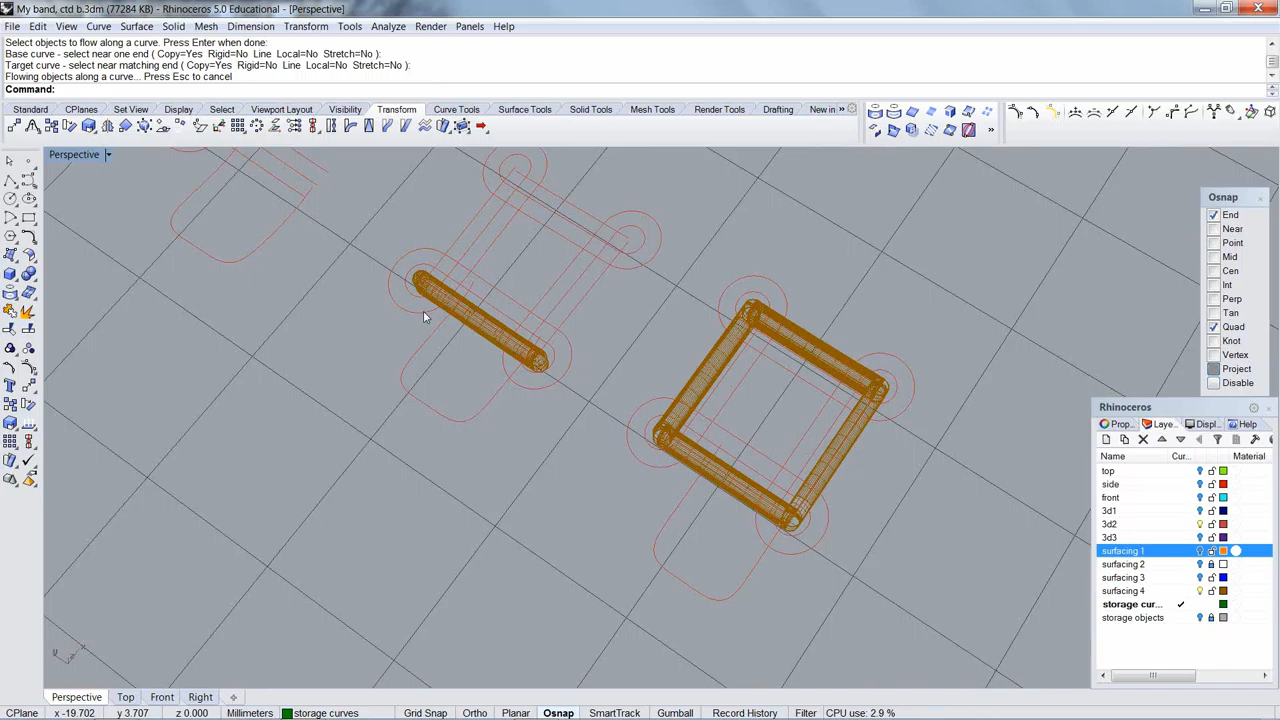 My band, ctd b.3dm (77284 KB) - Rhinoceros 5.0 Educational - [Perspective]
File Edit View Curve Surface Solid Mesh Dimension Transform Tools Analyze Render Panels Help
Select objects to flow along a curve. Press Enter when done:
Base curve - select near one end ( Copy=Yes Rigid=No Line Local=No Stretch=No ):
Target curve - select near matching end ( Copy=Yes Rigid=No Line Local=No Stretch=No ):
Flowing objects along a curve... Press Esc to cancel
Command:
Standard CPlanes Set View Display Select Viewport Layout Visibility Transform Curve Tools Surface Tools Solid Tools Mesh Tools Render Tools Drafting New in »
Perspective
Osnap
End
Near
Point
Mid
Cen
Int
Perp
Tan
Quad
Knot
Vertex
Project
Disable
Rhinoceros
Prop... Laye... Displ... Help
Name Cur... Material
top
side
front
3d1
3d2
3d3
surfacing 1
surfacing 2
surfacing 3
surfacing 4
storage cur...
storage objects
Perspective Top Front Right
CPlane x -19.702 y 3.707 z 0.000 Millimeters storage curves Grid Snap Ortho Planar Osnap SmartTrack Gumball Record History Filter CPU use: 2.9 %